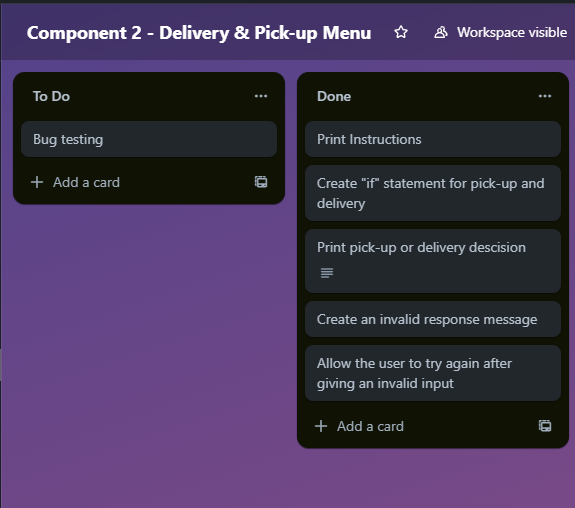 Component 2 - Delivery & Pick-up Menu
Workspace visible
To Do
Bug testing
Add a card
Done
Print Instructions
Create "if" statement for pick-up and
delivery
Print pick-up or delivery descision
Create an invalid response message
Allow the user to try again after
giving an invalid input
Add a card